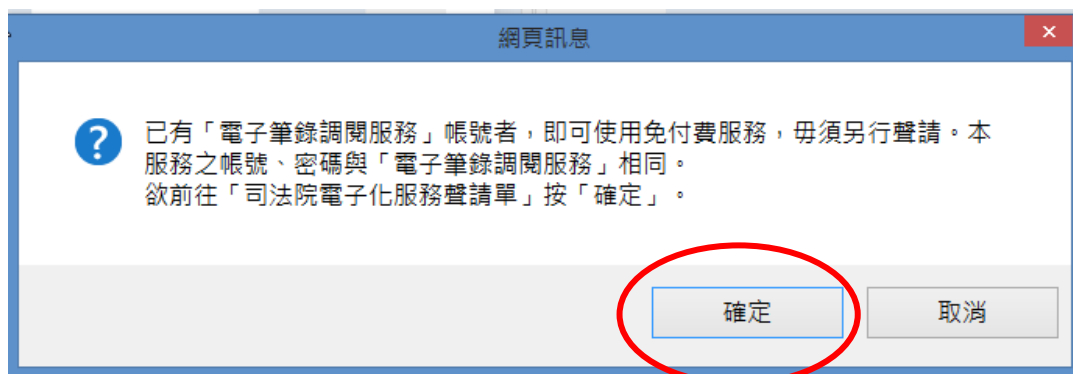 網頁訊息
已有「電子筆錄調閱服務」帳號者，即可使用免付費服務，毋須另行聲請。本
服務之帳號、密碼與「電子筆錄調閱服務」相同。
欲前往「司法院電子化服務聲請單」按「確定」。
確定
取消